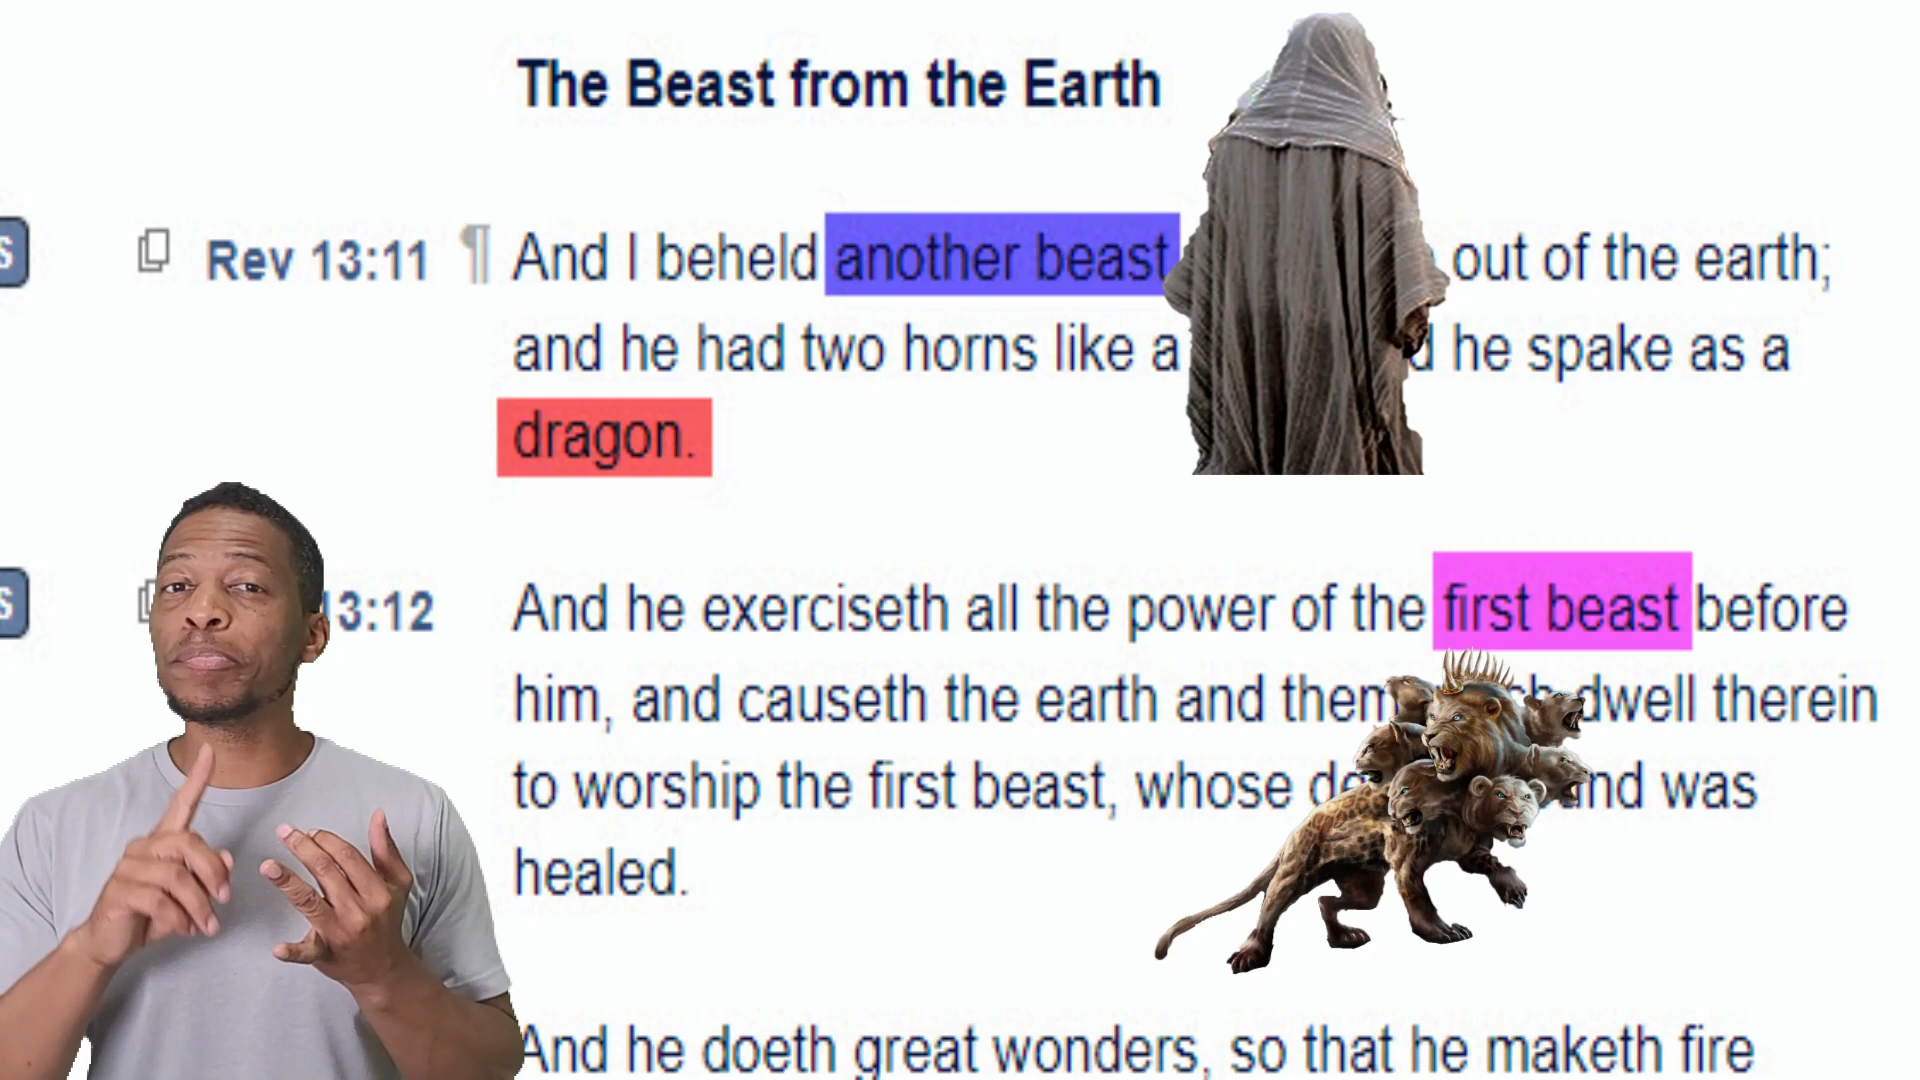 The Beast from the Earth
S Rev 13:11 ¶ And I beheld another beast out of the earth;
and he had two horns like a he spake as a
dragon.
S 13:12 And he exerciseth all the power of the first beast before
him, and causeth the earth and them dwell therein
to worship the first beast, whose and was
healed.
And he doeth great wonders, so that he maketh fire